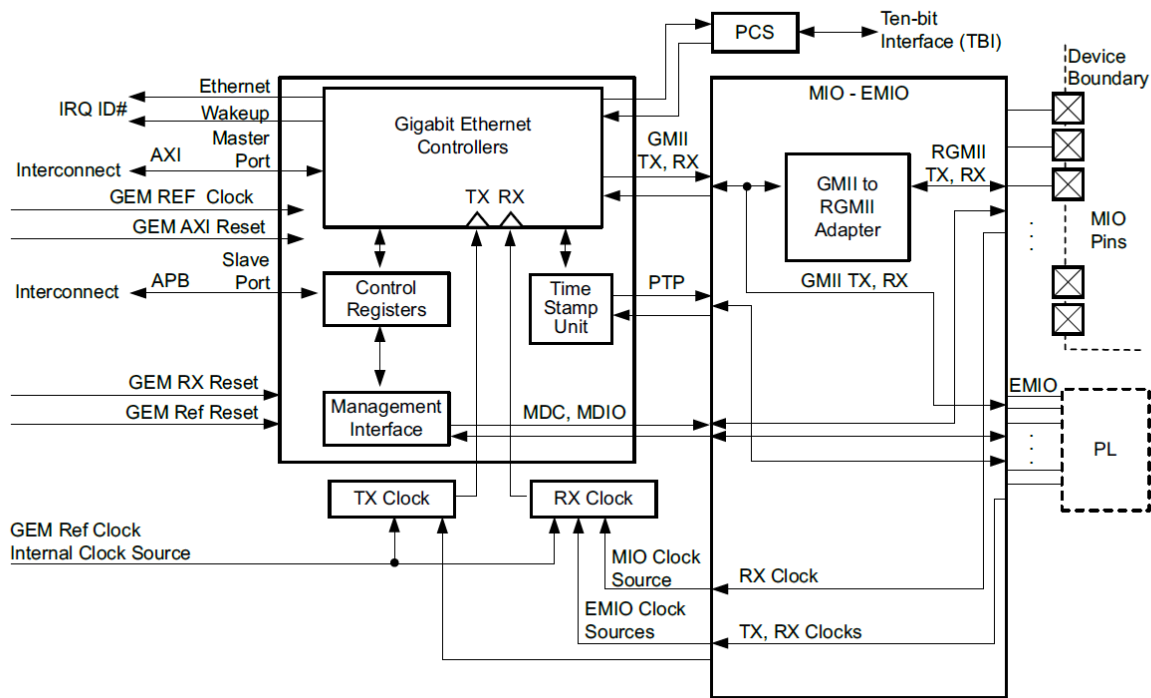 PCS
Ten-bit
Interface (TBI)
Device
Boundary
IRQ ID#
Ethernet
Wakeup
Gigabit Ethernet
Controllers
TX RX
Master
Port
Interconnect
AXI
GEM REF Clock
GEM AXI Reset
Slave
Port
Interconnect
APB
Control
Registers
Time
Stamp
Unit
GEM RX Reset
GEM Ref Reset
Management
Interface
GMII
TX, RX
PTP
MDC, MDIO
MIO - EMIO
GMII to
RGMII
Adapter
RGMII
TX, RX
GMII TX, RX
MIO
Pins
EMIO
PL
TX Clock
RX Clock
GEM Ref Clock
Internal Clock Source
MIO Clock
Source
RX Clock
EMIO Clock
Sources
TX, RX Clocks